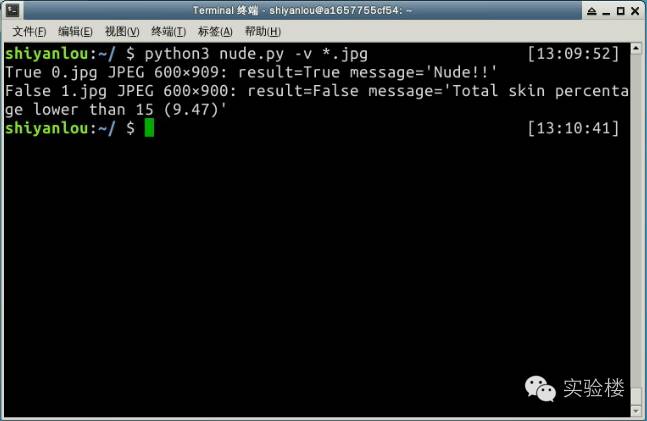 Terminal 终端 - shiyanlou@a1657755cf54: ~
文件(F) 编辑(E) 视图(V) 终端(T) 标签(A) 帮助(H)
shiyanlou:~/ $ python3 nude.py -v *.jpg [13:09:52]
True 0.jpg JPEG 600×909: result=True message='Nude!!'
False 1.jpg JPEG 600×900: result=False message='Total skin percenta
ge lower than 15 (9.47)'
shiyanlou:~/ $ [13:10:41]
实验楼